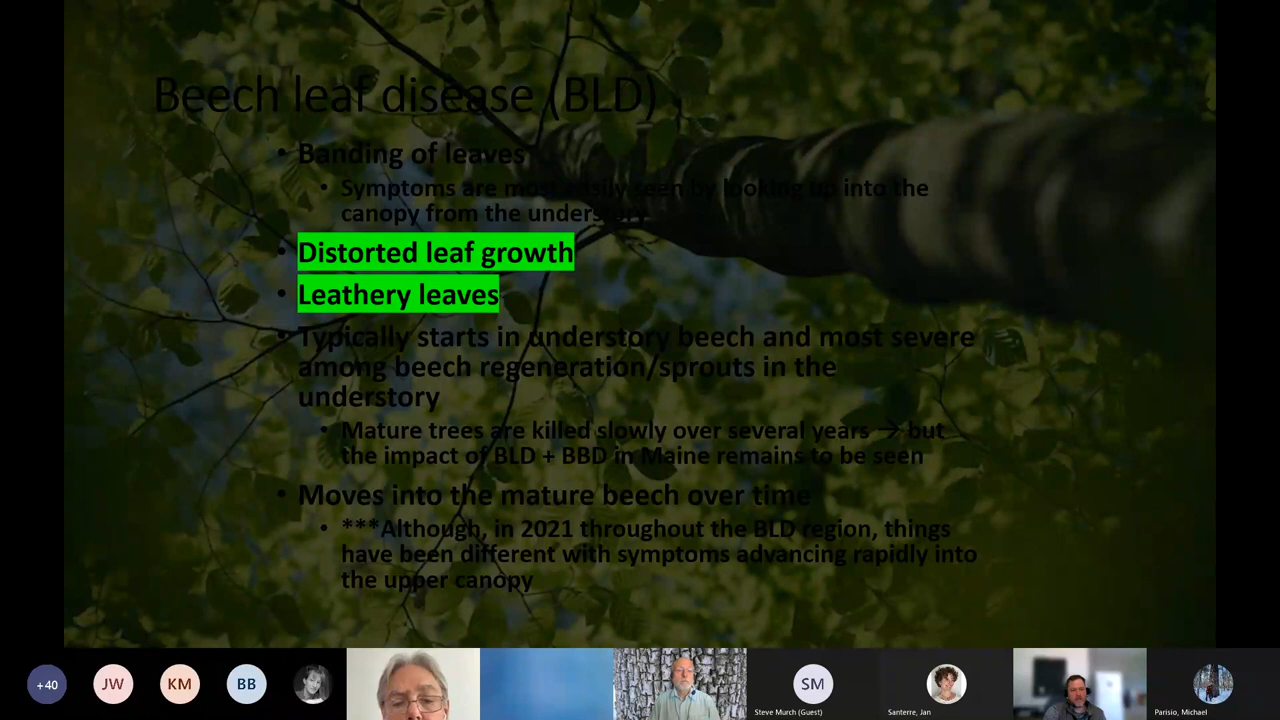 Beech leaf disease (BLD)
• Banding of leaves
• Symptoms are most easily seen by looking up into the
canopy from the understory
• Distorted leaf growth
• Leathery leaves
• Typically starts in understory beech and most severe
among beech regeneration/sprouts in the
understory
• Mature trees are killed slowly over several years → but
the impact of BLD + BBD in Maine remains to be seen
• Moves into the mature beech over time
• ***Although, in 2021 throughout the BLD region, things
have been different with symptoms advancing rapidly into
the upper canopy
+40
JW
KM
BB
SM
Steve Murch (Guest)
Santerre, Jan
Parisio, Michael